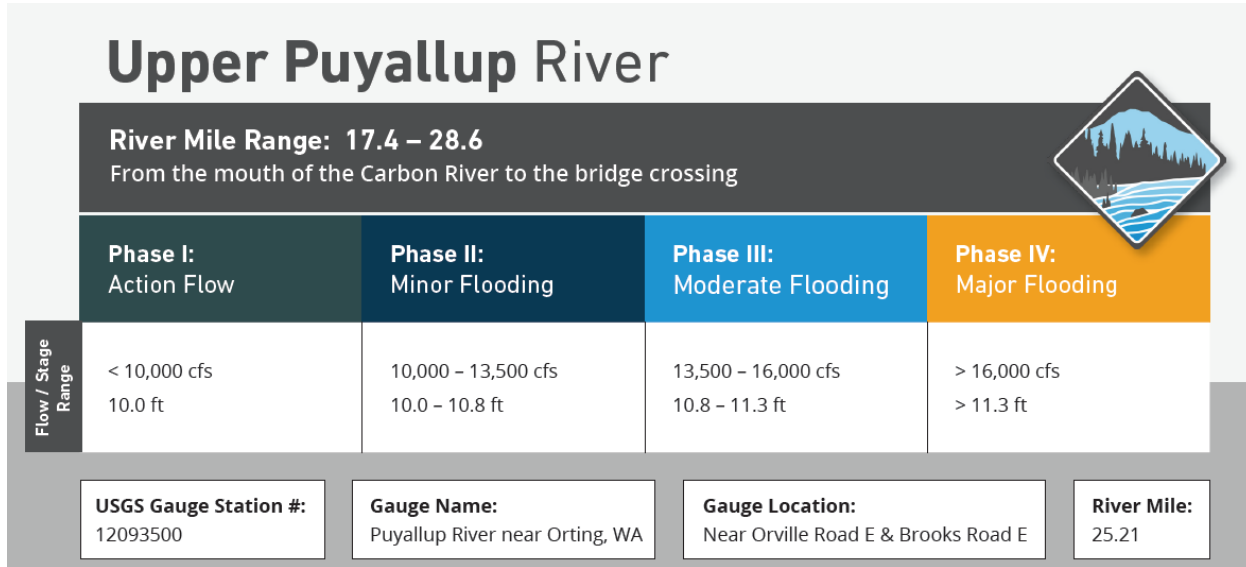 Upper Puyallup River
River Mile Range: 17.4 – 28.6
From the mouth of the Carbon River to the bridge crossing
Phase I:
Action Flow
Phase II:
Minor Flooding
Phase III:
Moderate Flooding
Phase IV:
Major Flooding
Flow / Stage
Range
< 10,000 cfs
10.0 ft
10,000 – 13,500 cfs
10.0 – 10.8 ft
13,500 – 16,000 cfs
10.8 – 11.3 ft
> 16,000 cfs
> 11.3 ft
USGS Gauge Station #:
12093500
Gauge Name:
Puyallup River near Orting, WA
Gauge Location:
Near Orville Road E & Brooks Road E
River Mile:
25.21